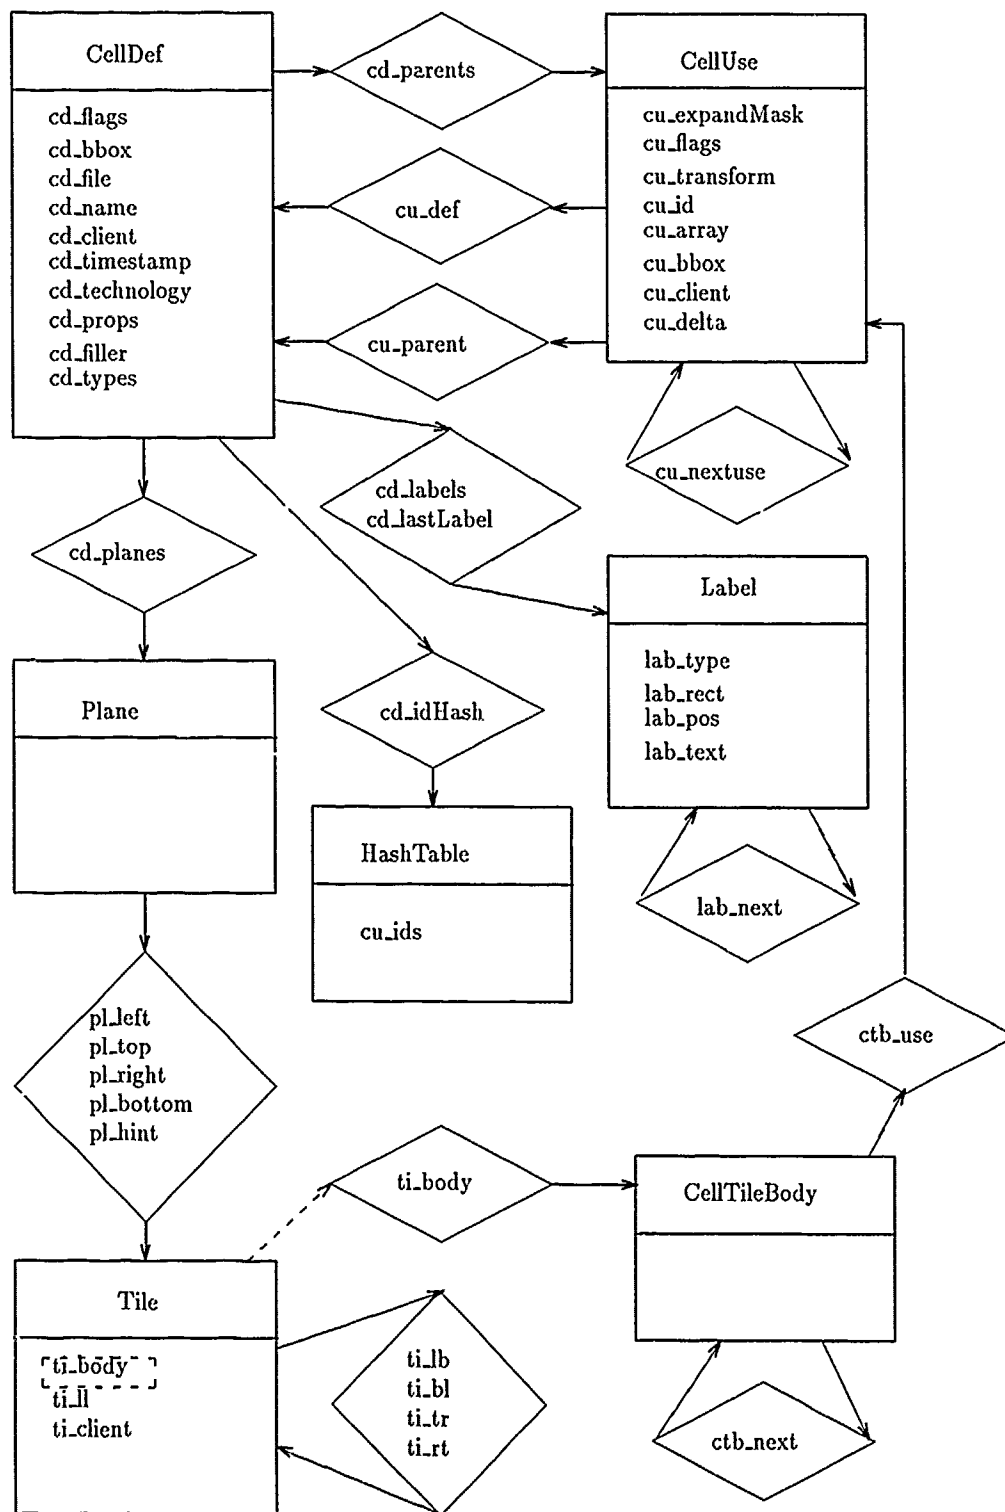 CellDef
cd_flags
cd_bbox
cd_file
cd_name
cd_client
cd_timestamp
cd_technology
cd_props
cd_filler
cd_types
cd_parents
cu_def
cu_parent
CellUse
cu_expandMask
cu_flags
cu_transform
cu_id
cu_array
cu_bbox
cu_client
cu_delta
cu_nextuse
cd_labels
cd_lastLabel
cd_planes
Label
lab_type
lab_rect
lab_pos
lab_text
Plane
cd_idHash
HashTable
cu_ids
lab_next
pl_left
pl_top
pl_right
pl_bottom
pl_hint
ctb_use
ti_body
CellTileBody
Tile
ti_body
ti_ll
ti_client
ti_lb
ti_bl
ti_tr
ti_rt
ctb_next